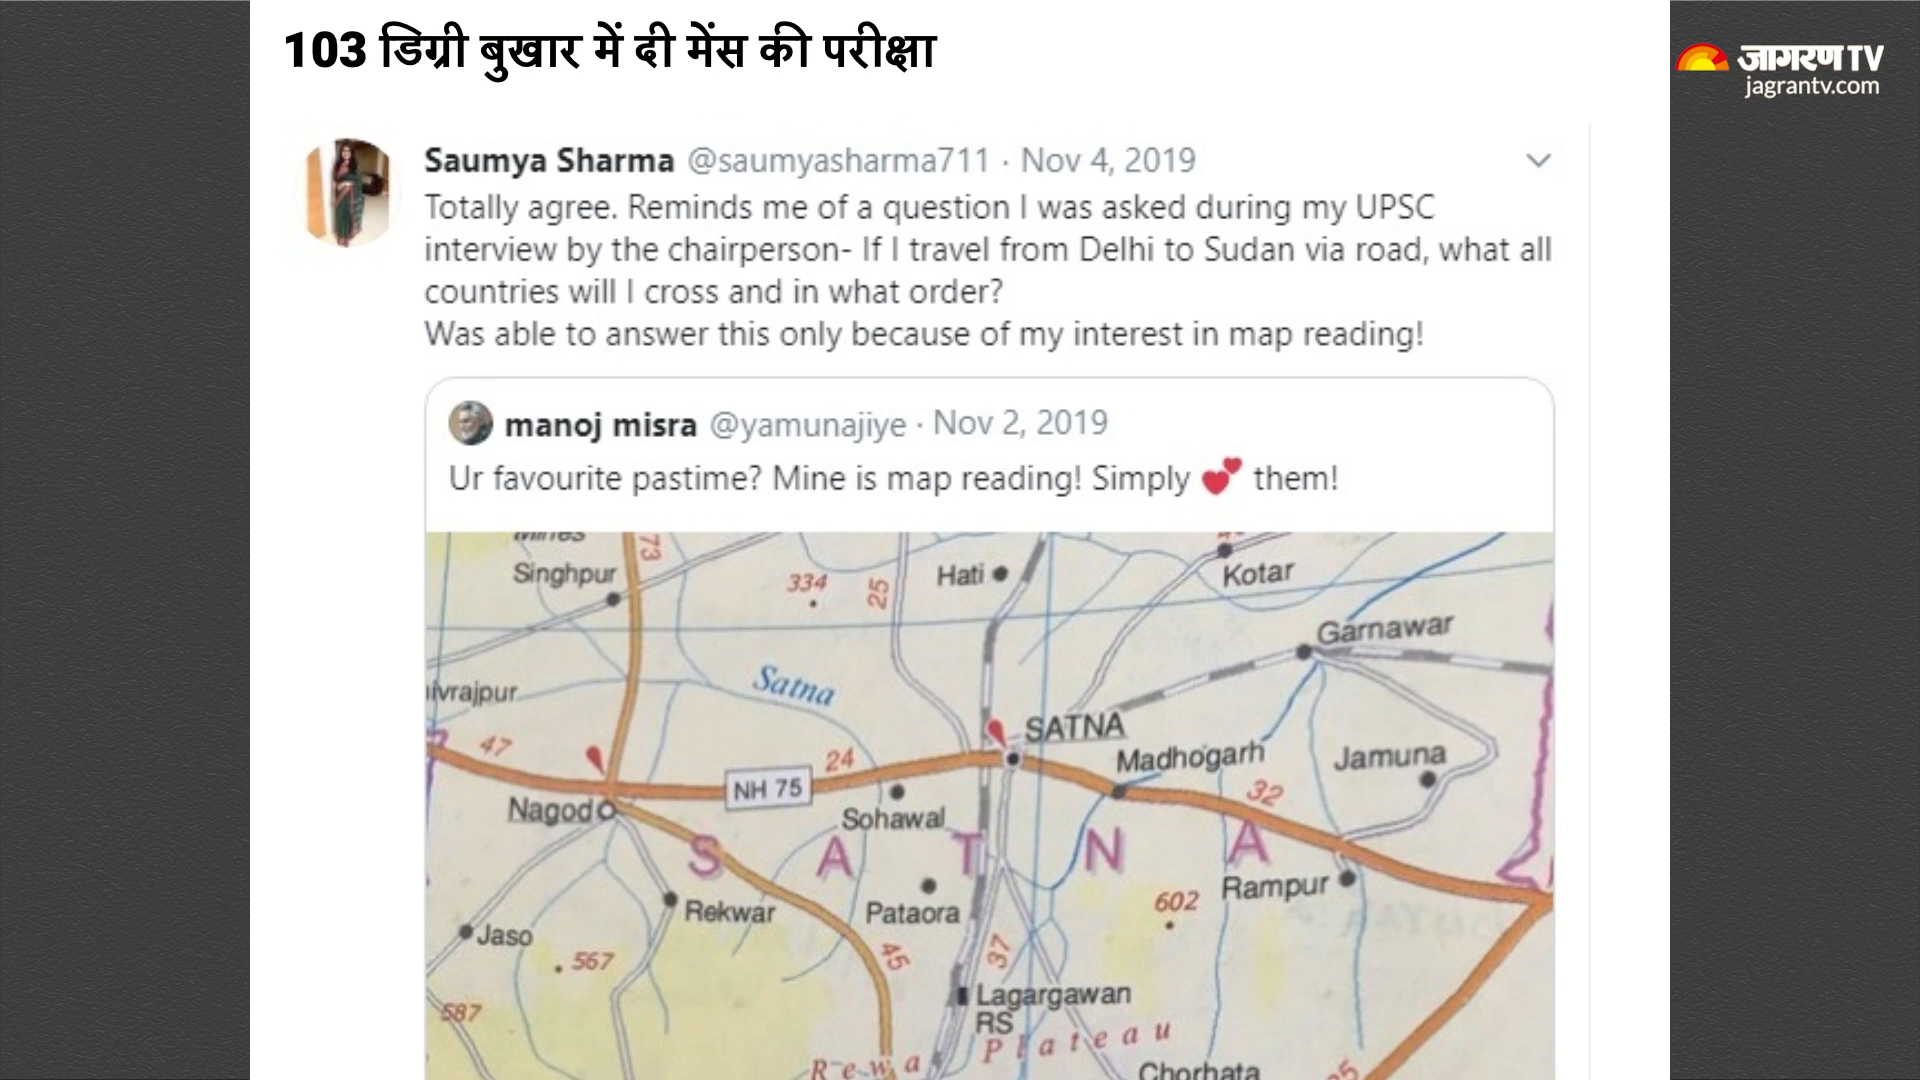 103 डिग्री बुखार में दी मेंस की परीक्षा
जागरण TV
jagrantv.com
Saumya Sharma @saumyasharma711 · Nov 4, 2019
Totally agree. Reminds me of a question I was asked during my UPSC
interview by the chairperson- If I travel from Delhi to Sudan via road, what all
countries will I cross and in what order?
Was able to answer this only because of my interest in map reading!
manoj misra @yamunajiye · Nov 2, 2019
Ur favourite pastime? Mine is map reading! Simply 💕 them!
Mines
73
Singhpur
334
25
Hati
Kotar
Garnawar
ivrajpur
Satna
47
24
SATNA
Madhogarh
Jamuna
NH 75
32
Nagod
Sohawal
S A T N A
Rampur
Rekwar
Pataora
602
Jaso
567
45
37
587
Lagargawan
RS
Rewa Plateau
Chorhata